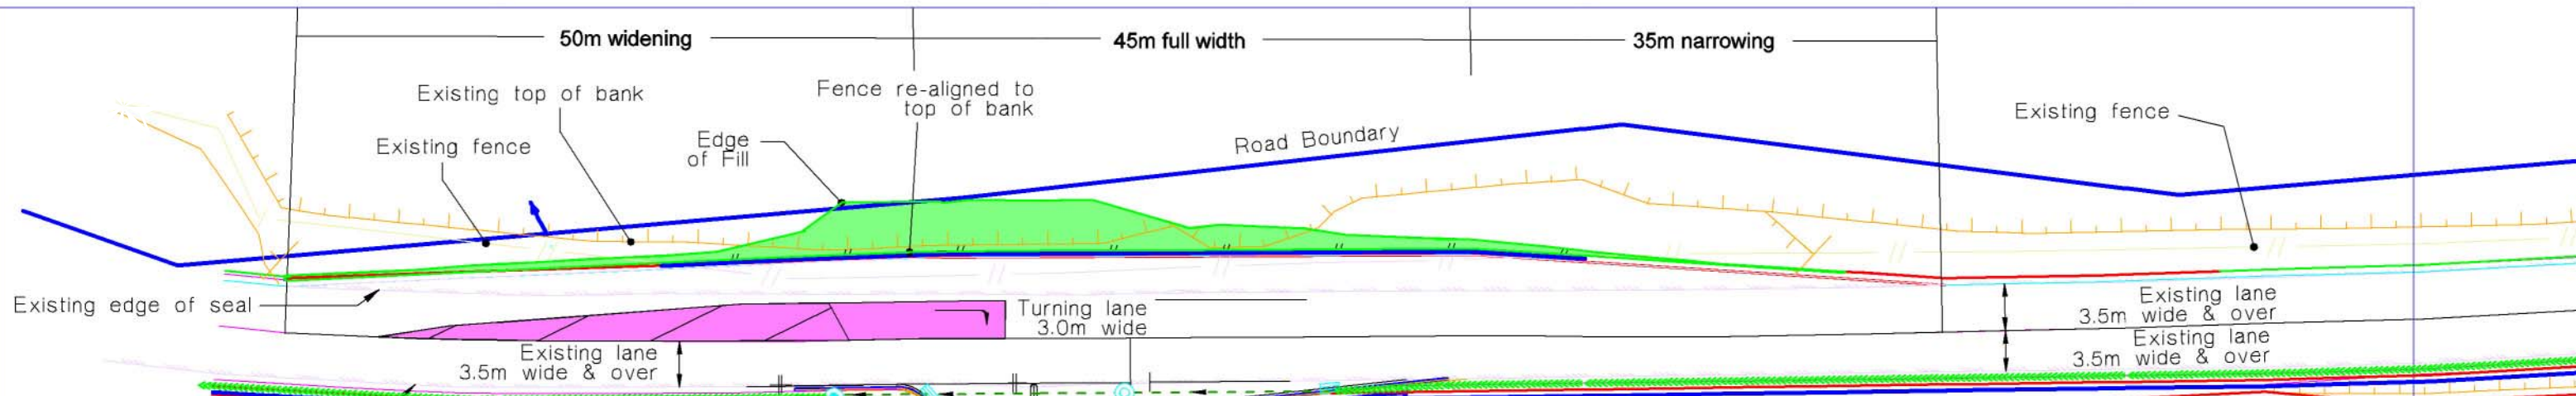 50m widening
45m full width
35m narrowing
Existing top of bank
Fence re-aligned to
top of bank
Existing fence
Edge
of Fill
Road Boundary
Existing fence
Existing edge of seal
Turning lane
3.0m wide
Existing lane
3.5m wide & over
Existing lane
3.5m wide & over
Existing lane
3.5m wide & over